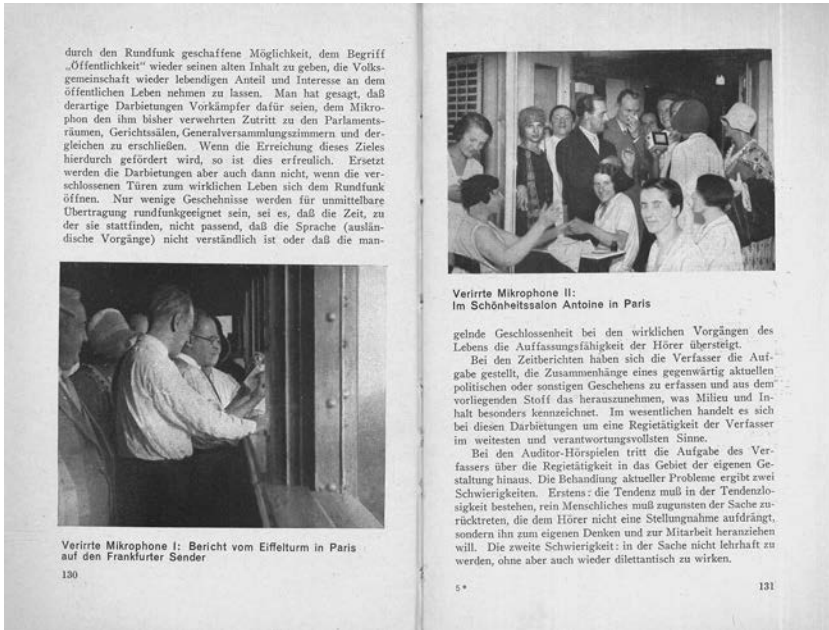 durch den Rundfunk geschaffene Möglichkeit, dem Begriff
„Öffentlichkeit" wieder seinen alten Inhalt zu geben, die Volks-
gemeinschaft wieder lebendigen Anteil und Interesse an dem
öffentlichen Leben nehmen zu lassen. Man hat gesagt, daß
derartige Darbietungen Vorkämpfer dafür seien, dem Mikro-
phon den ihm bisher verwehrten Zutritt zu den Parlaments-
räumen, Gerichtssälen, Generalversammlungszimmern und der-
gleichen zu erschließen. Wenn die Erreichung dieses Zieles
hierdurch gefördert wird, so ist dies erfreulich. Ersetzt
werden die Darbietungen aber auch dann nicht, wenn die ver-
schlossenen Türen zum wirklichen Leben sich dem Rundfunk
öffnen. Nur wenige Geschehnisse werden für unmittelbare
Übertragung rundfunkgeeignet sein, sei es, daß die Zeit, zu
der sie stattfinden, nicht passend, daß die Sprache (auslän-
dische Vorgänge) nicht verständlich ist oder daß die man-
Verirrte Mikrophone I: Bericht vom Eiffelturm in Paris
auf den Frankfurter Sender
130
Verirrte Mikrophone II:
Im Schönheitssalon Antoine in Paris
gelnde Geschlossenheit bei den wirklichen Vorgängen des
Lebens die Auffassungsfähigkeit der Hörer übersteigt.
Bei den Zeitberichten haben sich die Verfasser die Auf-
gabe gestellt, die Zusammenhänge eines gegenwärtig aktuellen
politischen oder sonstigen Geschehens zu erfassen und aus dem
vorliegenden Stoff das herauszunehmen, was Milieu und In-
halt besonders kennzeichnet. Im wesentlichen handelt es sich
bei diesen Darbietungen um eine Regietätigkeit der Verfasser
im weitesten und verantwortungsvollsten Sinne.
Bei den Auditor-Hörspielen tritt die Aufgabe des Ver-
fassers über die Regietätigkeit in das Gebiet der eigenen Ge-
staltung hinaus. Die Behandlung aktueller Probleme ergibt zwei
Schwierigkeiten. Erstens: die Tendenz muß in der Tendenzlo-
sigkeit bestehen, rein Menschliches muß zugunsten der Sache zu-
rücktreten, die dem Hörer nicht eine Stellungnahme aufdrängt,
sondern ihn zum eigenen Denken und zur Mitarbeit heranziehen
will. Die zweite Schwierigkeit: in der Sache nicht lehrhaft zu
werden, ohne aber auch wieder dilettantisch zu wirken.
5*
131